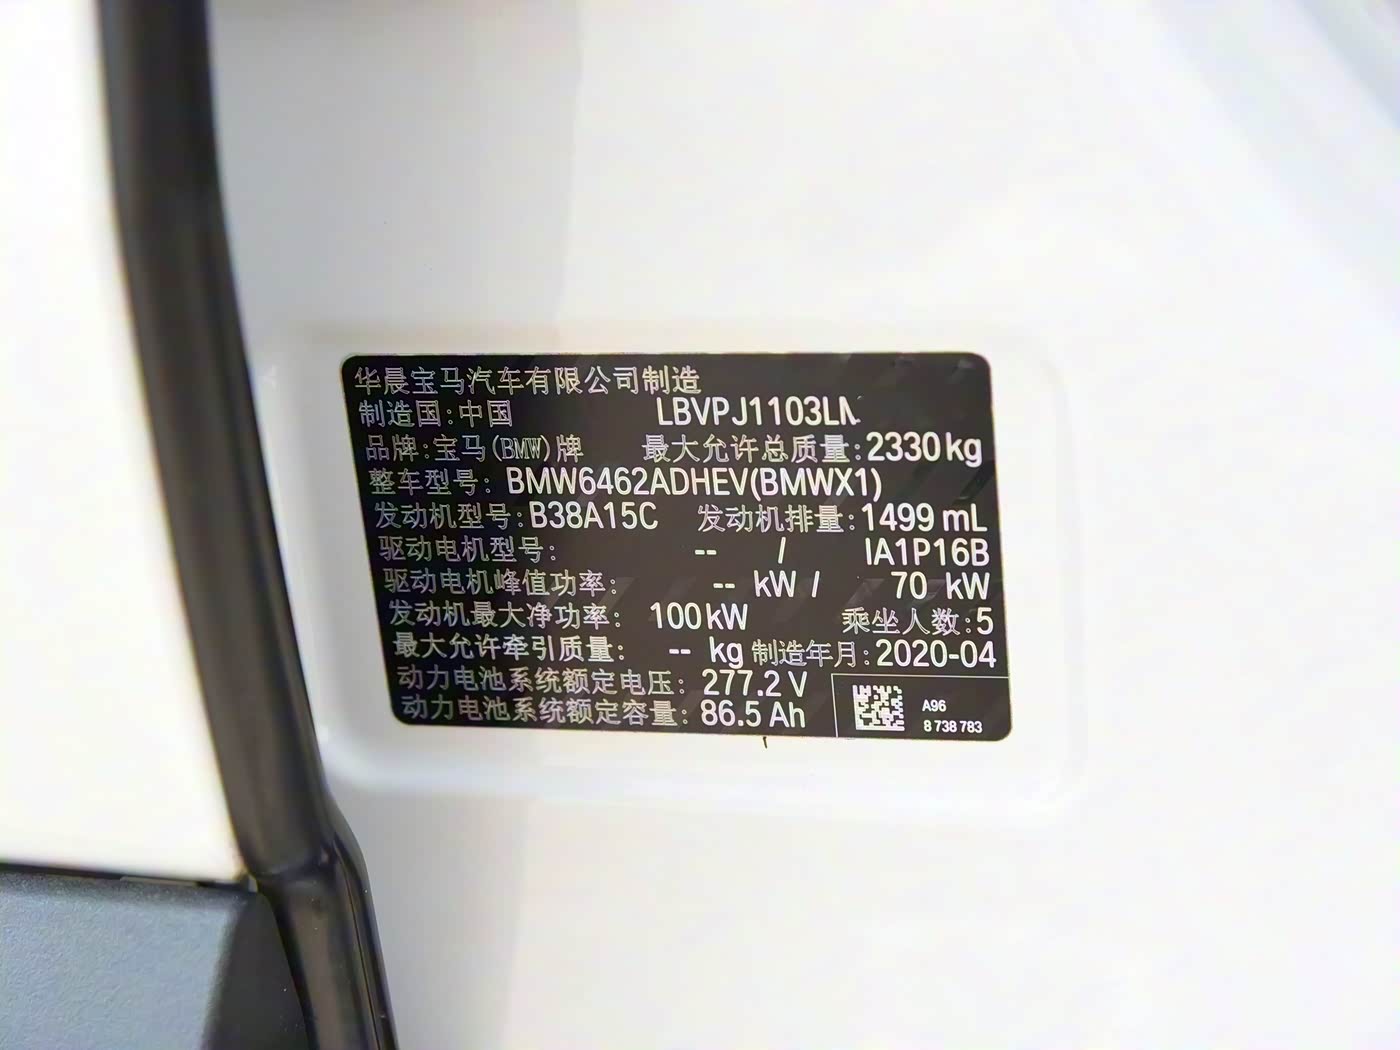 华晨宝马汽车有限公司制造
制造国:中国 LBVPJ1103L
品牌:宝马(BMW)牌 最大允许总质量:2330kg
整车型号: BMW6462ADHEV(BMWX1)
发动机型号:B38A15C 发动机排量:1499 mL
驱动电机型号: -- / IA1P16B
驱动电机峰值功率: -- kW / 70 kW
发动机最大净功率: 100kW 乘坐人数:5
最大允许牵引质量: -- kg 制造年月:2020-04
动力电池系统额定电压: 277.2 V
动力电池系统额定容量: 86.5 Ah
A96
8 738 783